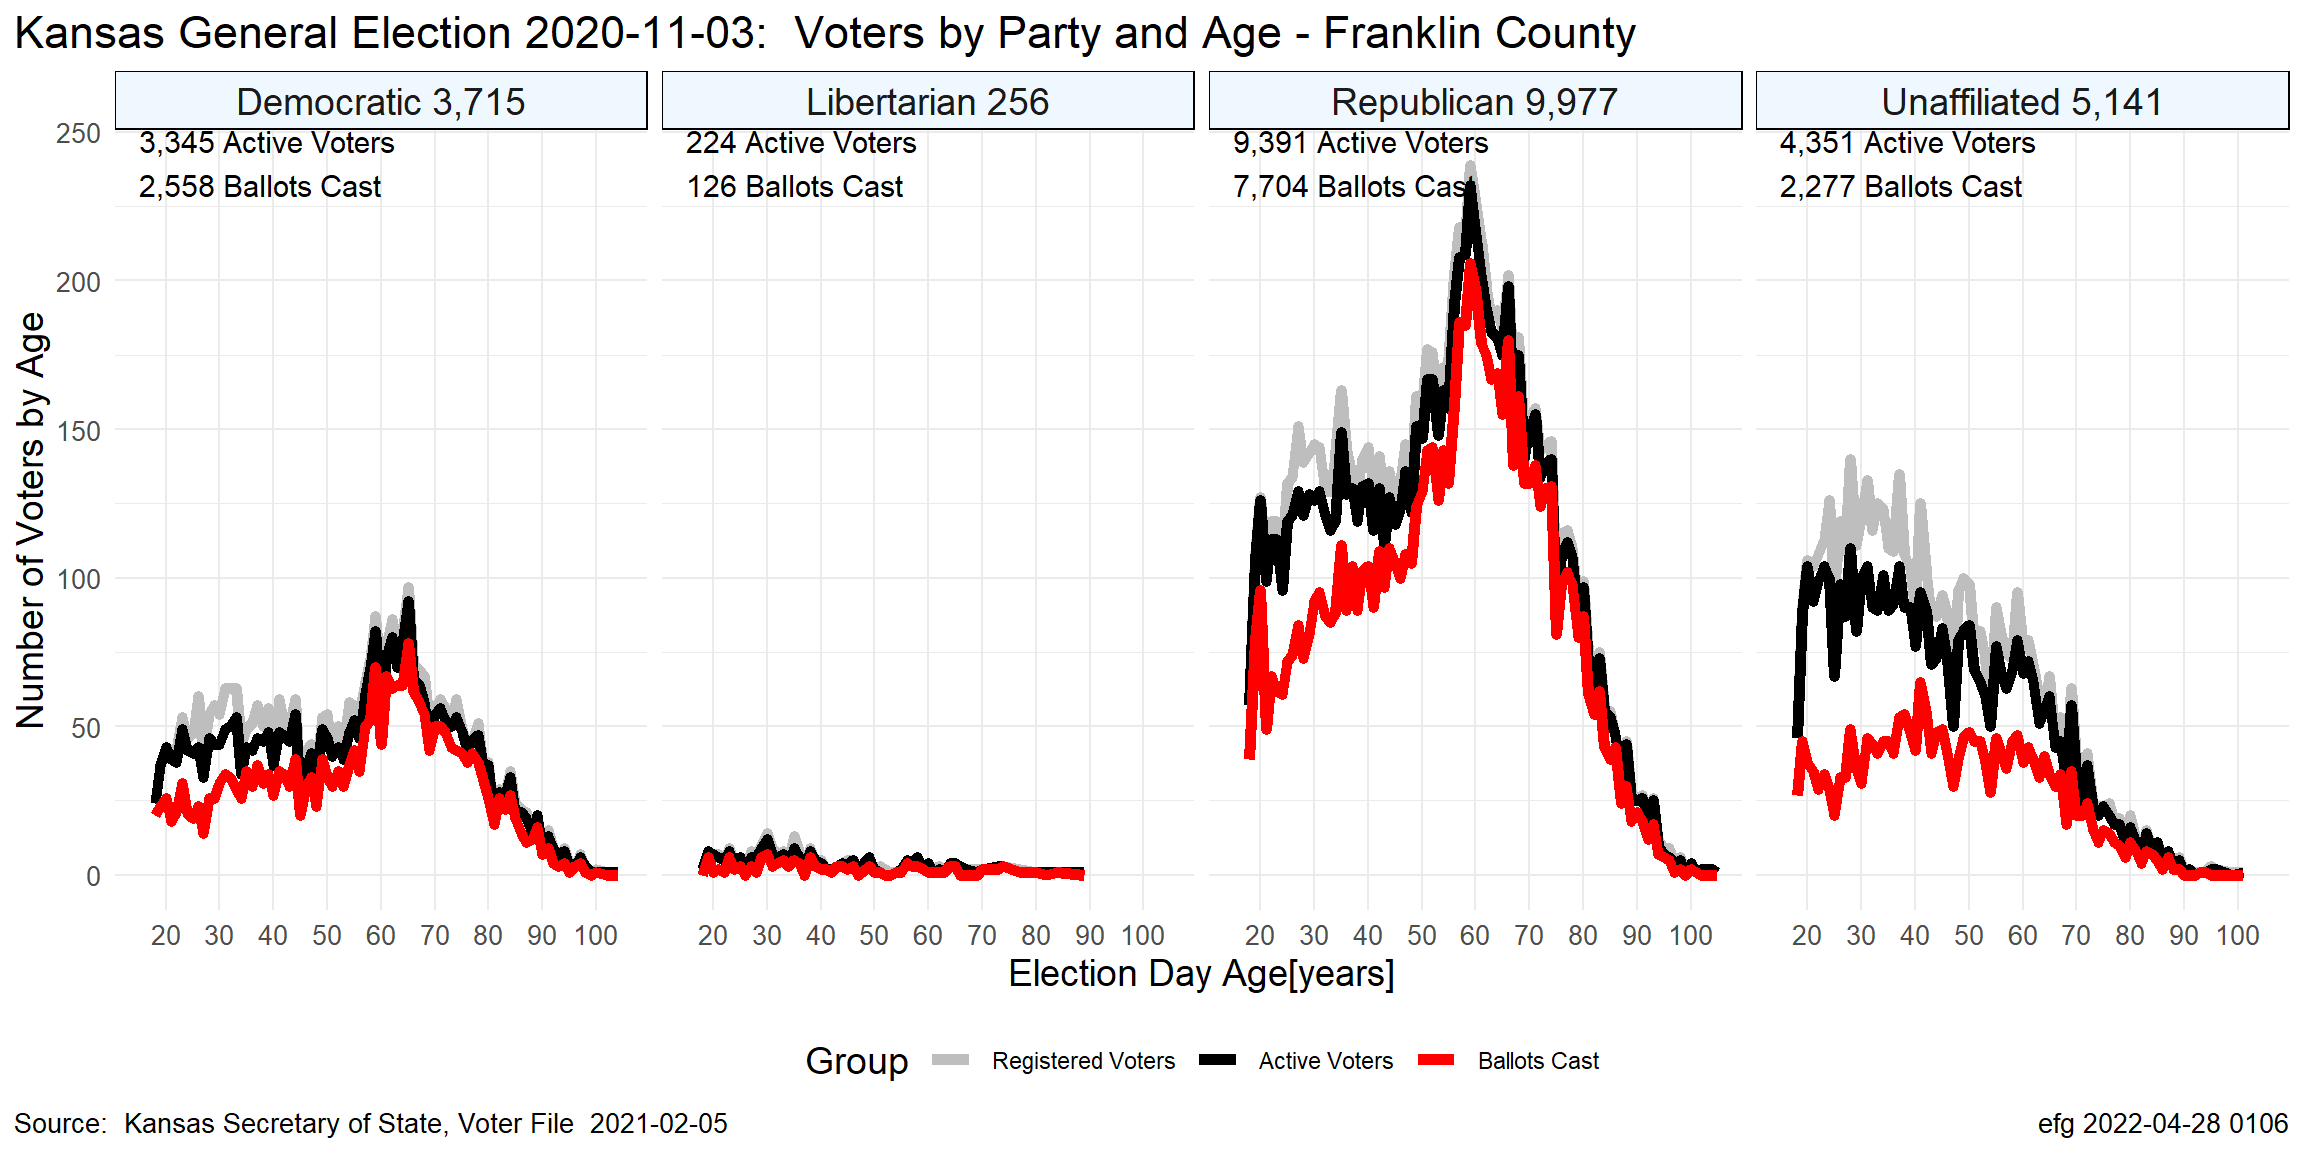 Kansas General Election 2020-11-03:  Voters by Party and Age - Franklin County
Democratic 3,715
Libertarian 256
Republican 9,977
Unaffiliated 5,141
3,345 Active Voters
2,558 Ballots Cast
224 Active Voters
126 Ballots Cast
9,391 Active Voters
7,704 Ballots Cast
4,351 Active Voters
2,277 Ballots Cast
Number of Voters by Age
250
200
150
100
50
0
20 30 40 50 60 70 80 90 100
20 30 40 50 60 70 80 90 100
20 30 40 50 60 70 80 90 100
20 30 40 50 60 70 80 90 100
Election Day Age[years]
Group Registered Voters Active Voters Ballots Cast
Source:  Kansas Secretary of State, Voter File  2021-02-05
efg 2022-04-28 0106